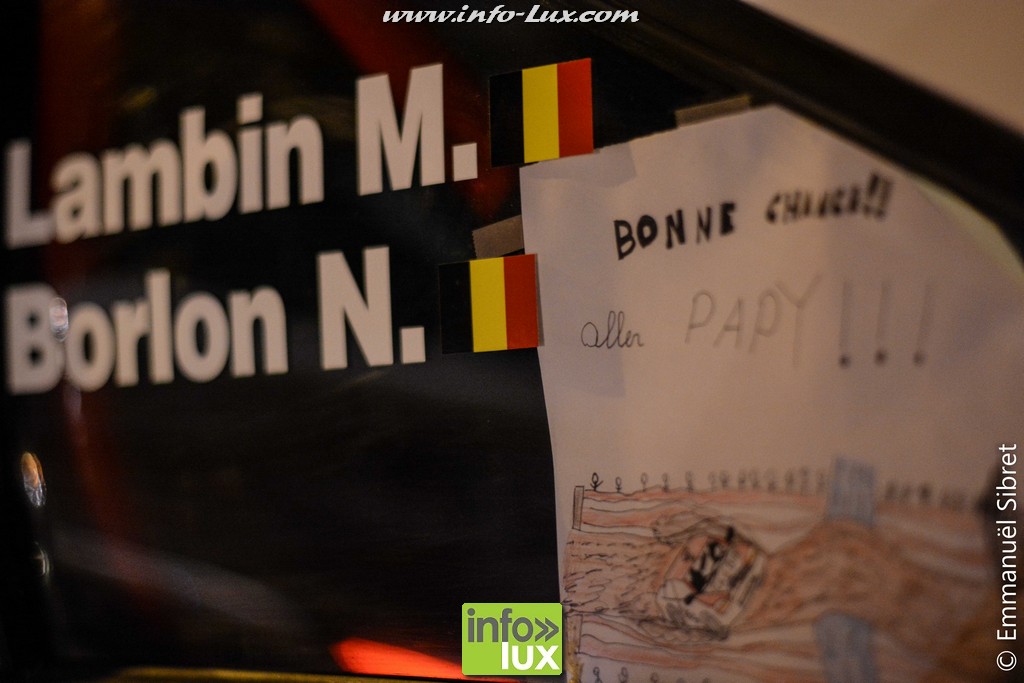 www.info-Lux.com
Lambin M.
Borlon N.
BONNE CHANCE!!
aller PAPY!!!
info»
lux
© Emmanuël Sibret